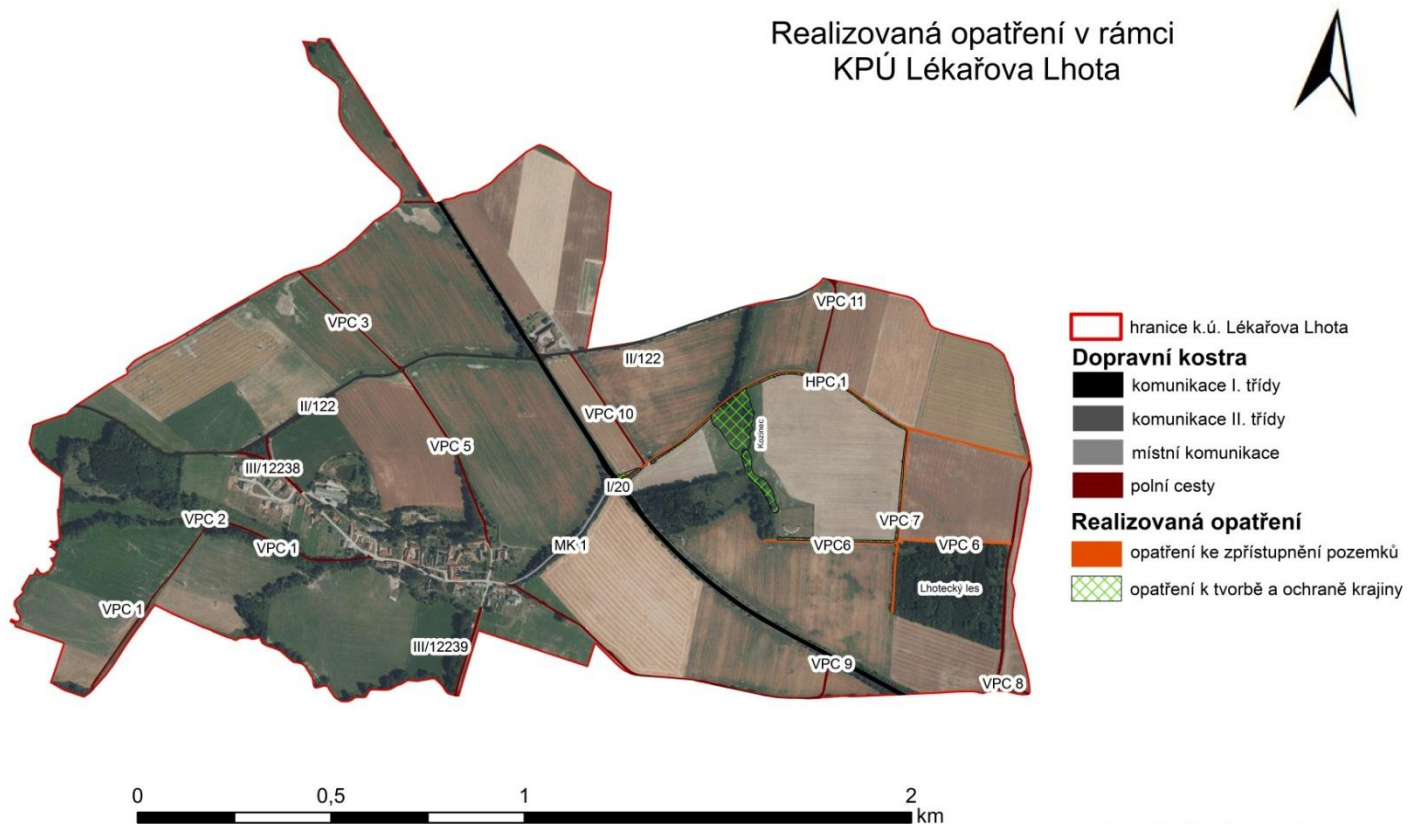 Realizovaná opatření v rámci
KPÚ Lékařova Lhota
VPC 11
VPC 3
II/122
HPC 1
II/122
VPC 10
Kozinec
VPC 5
III/12238
I/20
VPC 2
VPC 7
VPC 1
MK 1
VPC6
VPC 6
Lhotecký les
VPC 1
III/12239
VPC 9
VPC 8
hranice k.ú. Lékařova Lhota
Dopravní kostra
komunikace I. třídy
komunikace II. třídy
místní komunikace
polní cesty
Realizovaná opatření
opatření ke zpřístupnění pozemků
opatření k tvorbě a ochraně krajiny
0 0,5 1 2
km